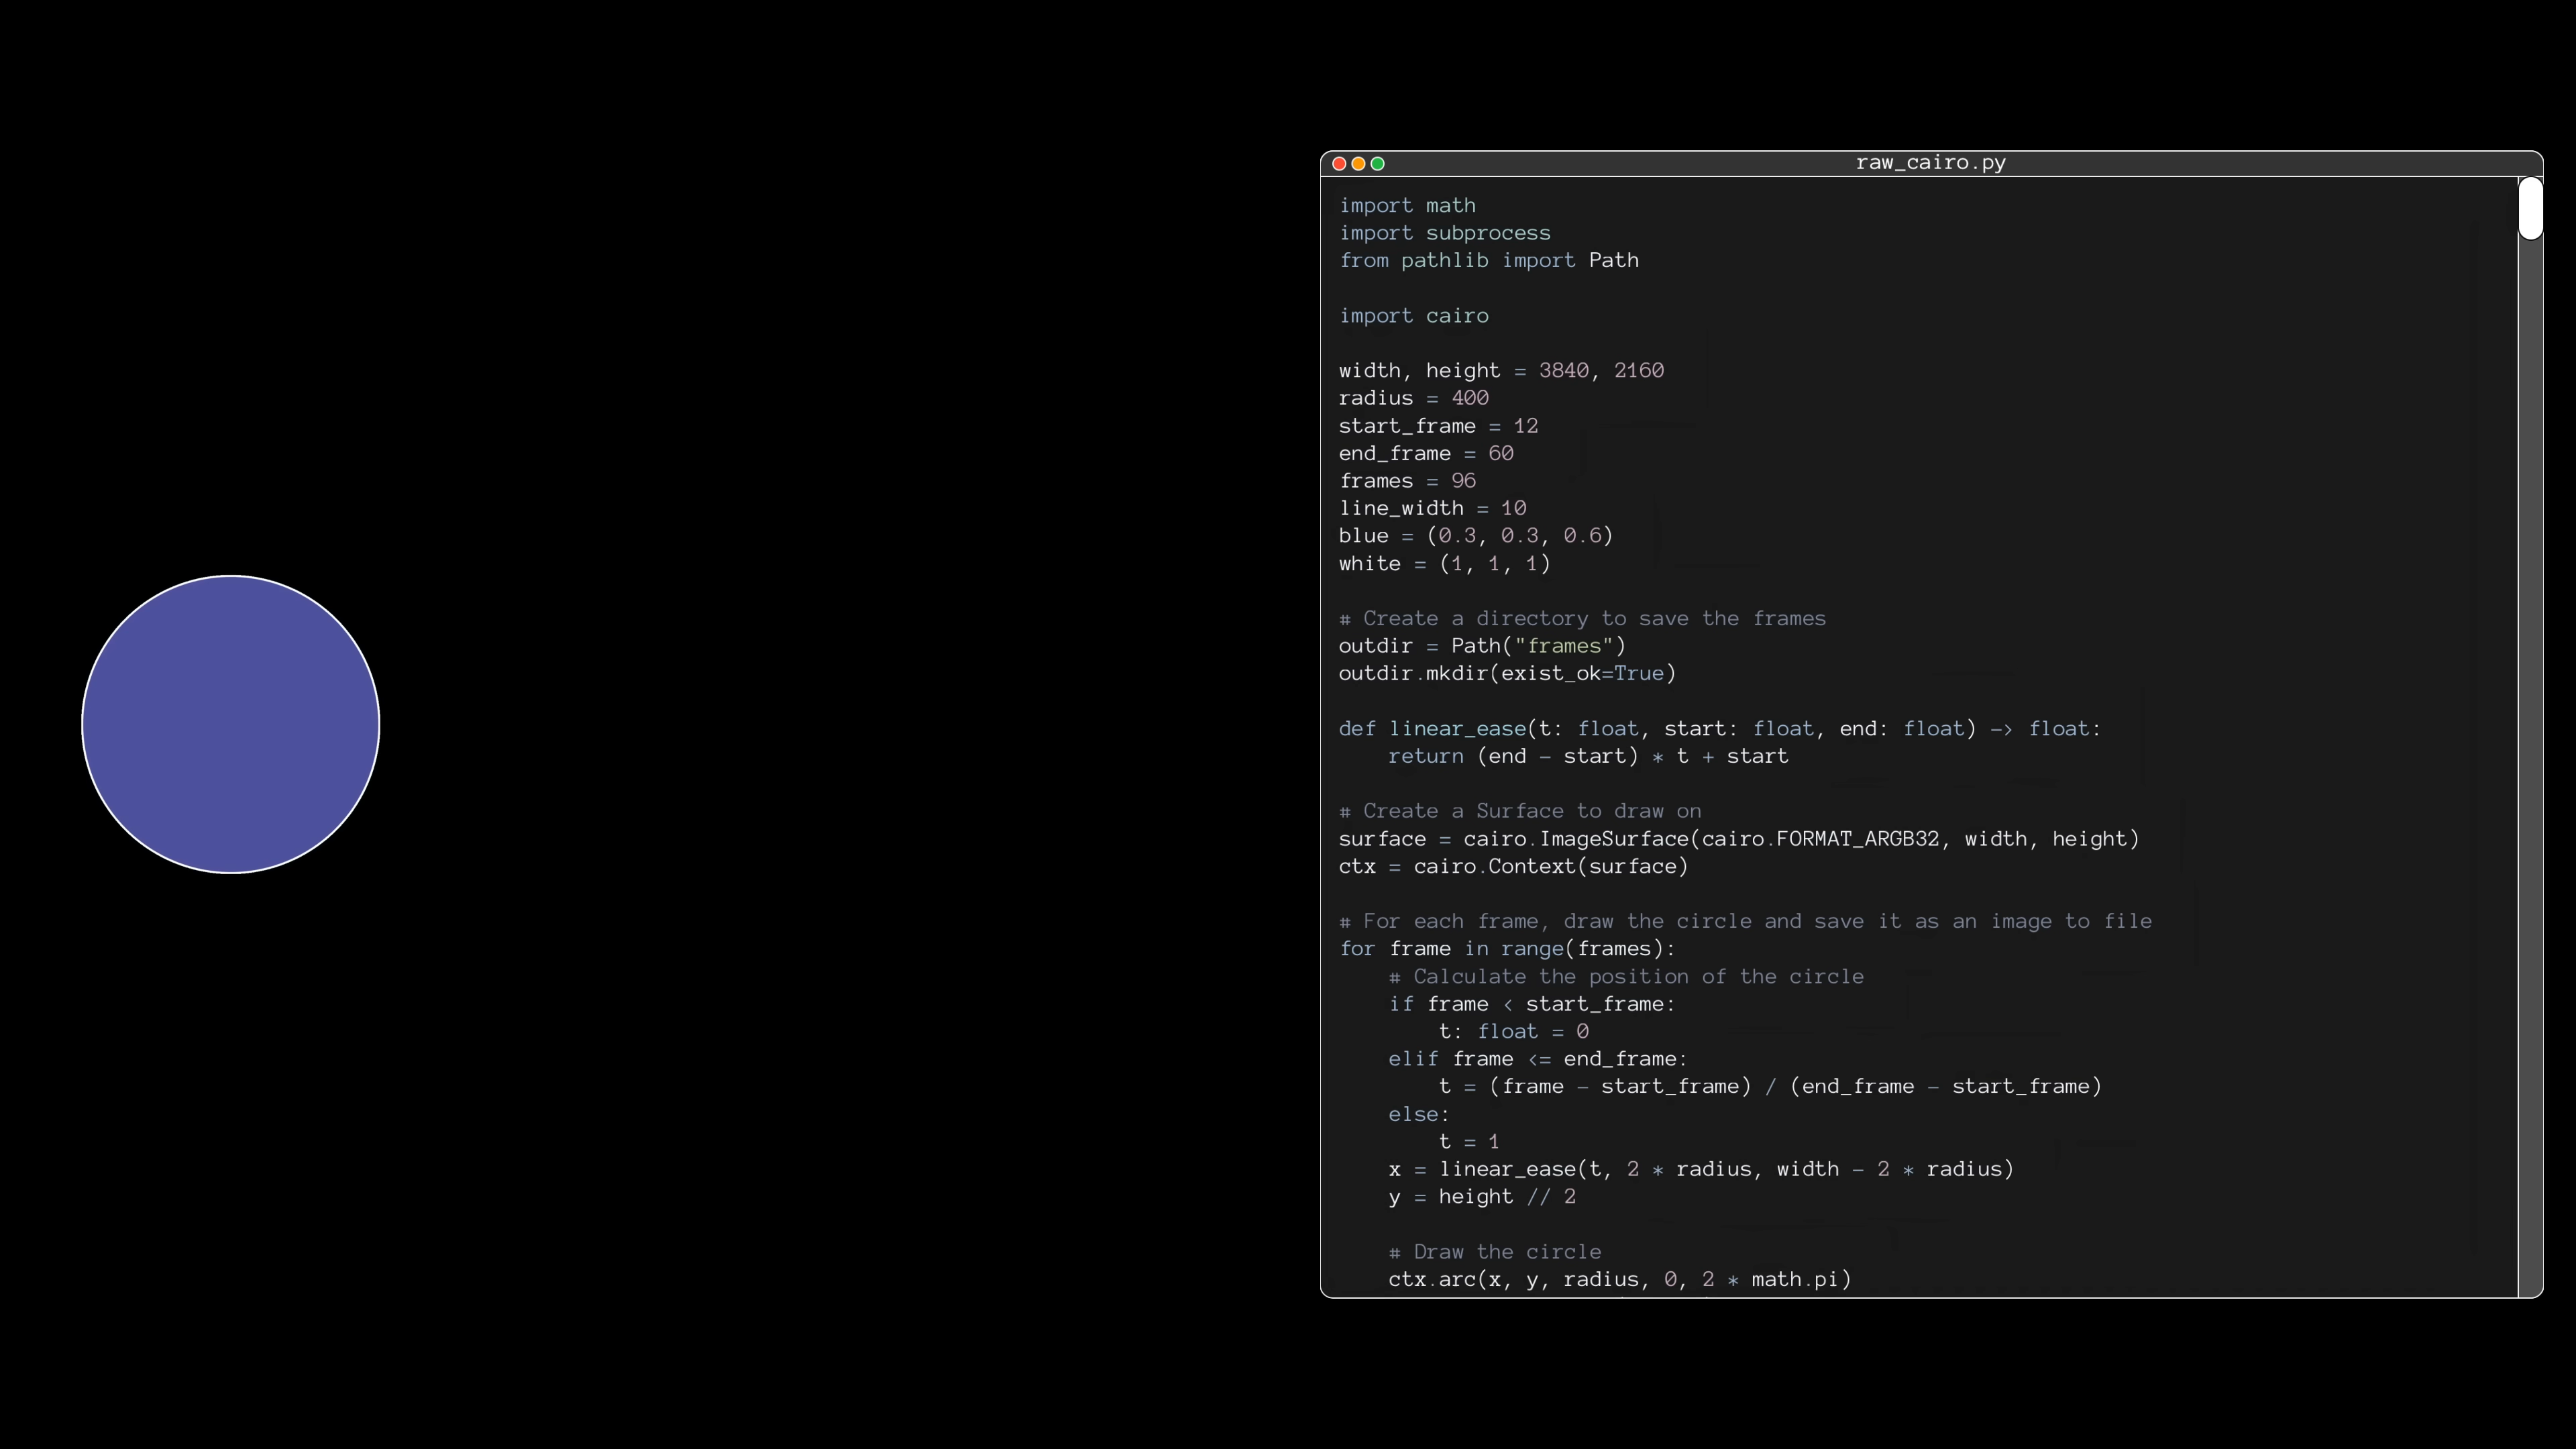 raw_cairo.py
import math
import subprocess
from pathlib import Path
import cairo
width, height = 3840, 2160
radius = 400
start_frame = 12
end_frame = 60
frames = 96
line_width = 10
blue = (0.3, 0.3, 0.6)
white = (1, 1, 1)
# Create a directory to save the frames
outdir = Path("frames")
outdir.mkdir(exist_ok=True)
def linear_ease(t: float, start: float, end: float) -> float:
    return (end - start) * t + start
# Create a Surface to draw on
surface = cairo.ImageSurface(cairo.FORMAT_ARGB32, width, height)
ctx = cairo.Context(surface)
# For each frame, draw the circle and save it as an image to file
for frame in range(frames):
    # Calculate the position of the circle
    if frame < start_frame:
        t: float = 0
    elif frame <= end_frame:
        t = (frame - start_frame) / (end_frame - start_frame)
    else:
        t = 1
    x = linear_ease(t, 2 * radius, width - 2 * radius)
    y = height // 2
    # Draw the circle
    ctx.arc(x, y, radius, 0, 2 * math.pi)